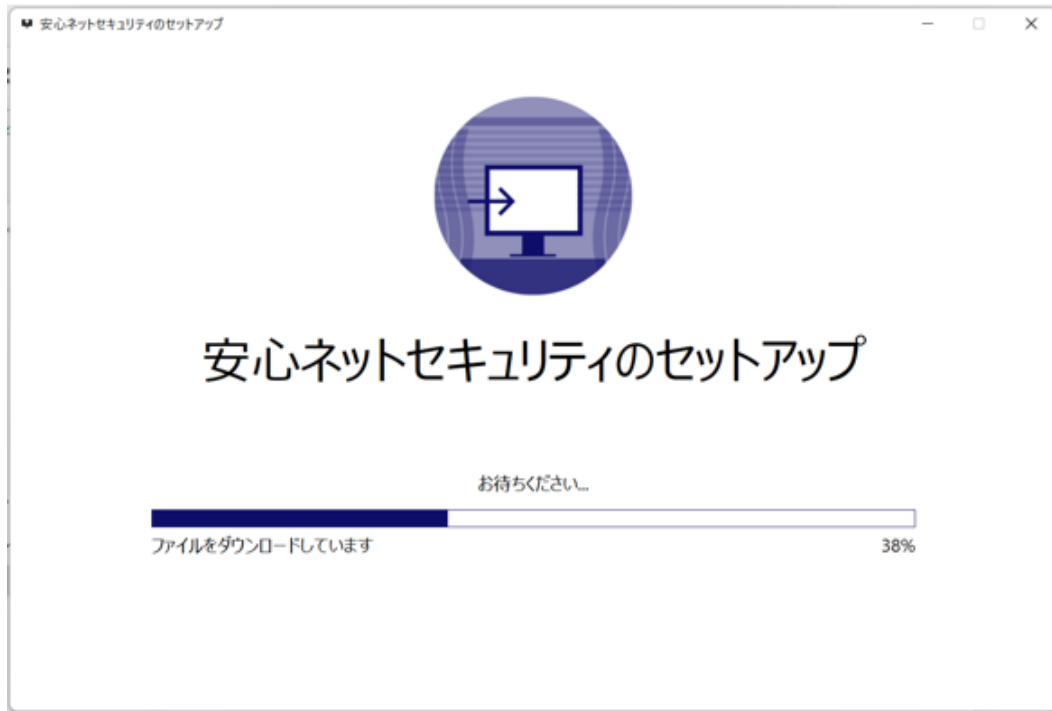 安心ネットセキュリティのセットアップ
安心ネットセキュリティのセットアップ
お待ちください...
ファイルをダウンロードしています 38%